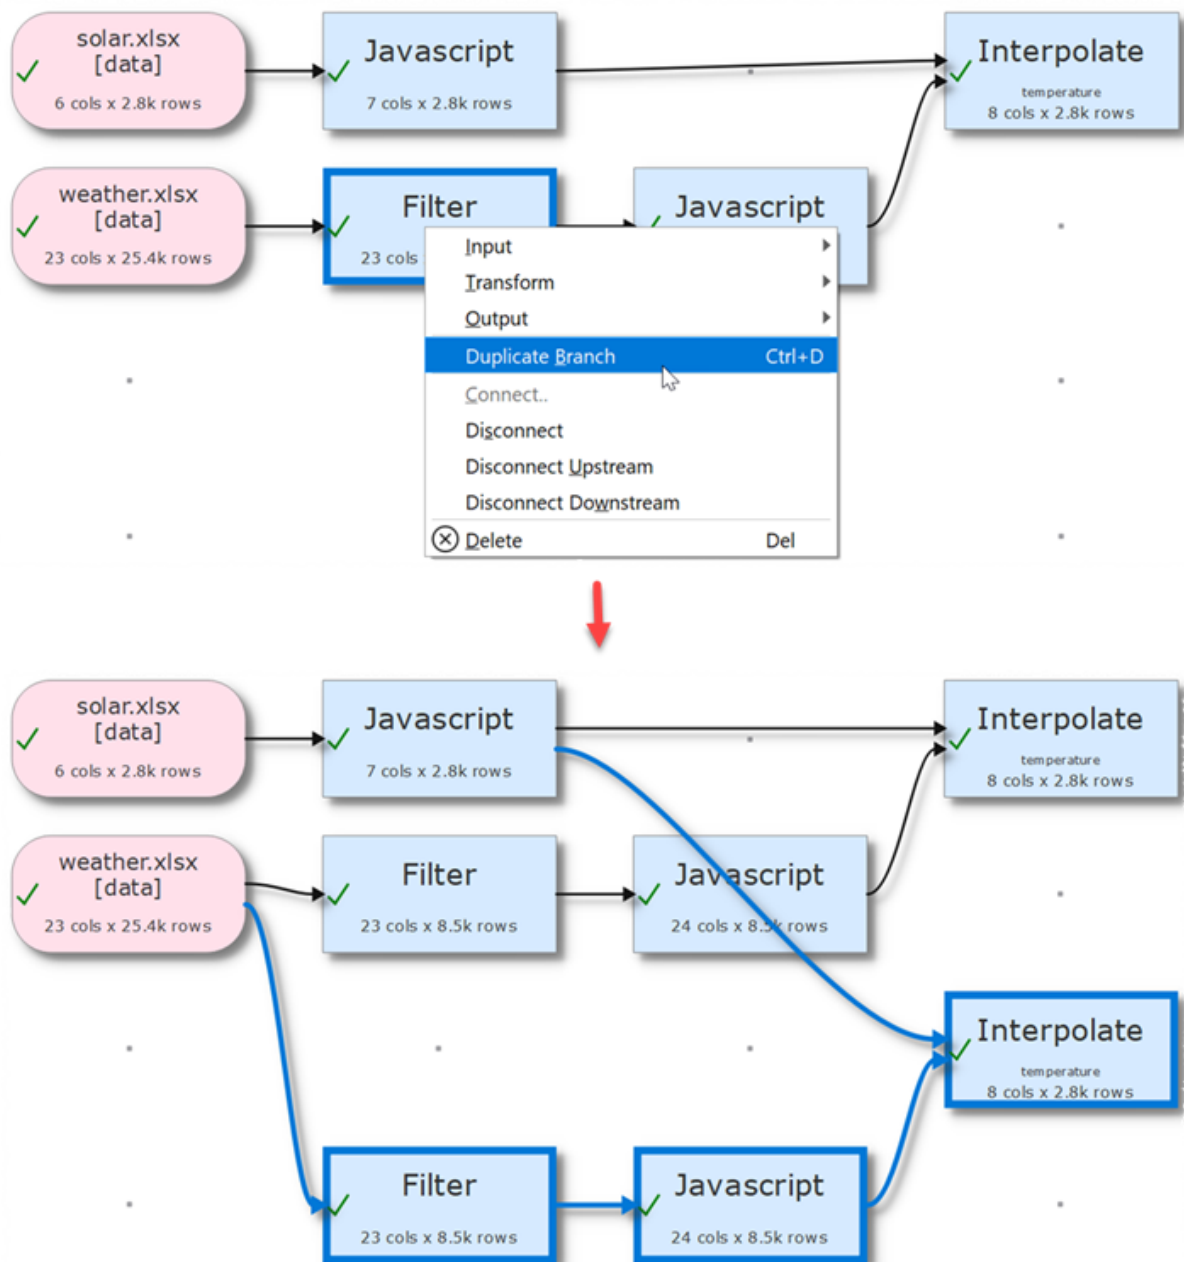 solar.xlsx
[data]
6 cols x 2.8k rows
Javascript
7 cols x 2.8k rows
Interpolate
temperature
8 cols x 2.8k rows
weather.xlsx
[data]
23 cols x 25.4k rows
Filter
23 cols
Javascript
Input
Transform
Output
Duplicate Branch Ctrl+D
Connect..
Disconnect
Disconnect Upstream
Disconnect Downstream
Delete Del
solar.xlsx
[data]
6 cols x 2.8k rows
Javascript
7 cols x 2.8k rows
Interpolate
temperature
8 cols x 2.8k rows
weather.xlsx
[data]
23 cols x 25.4k rows
Filter
23 cols x 8.5k rows
Javascript
24 cols x 8.5k rows
Interpolate
temperature
8 cols x 2.8k rows
Filter
23 cols x 8.5k rows
Javascript
24 cols x 8.5k rows